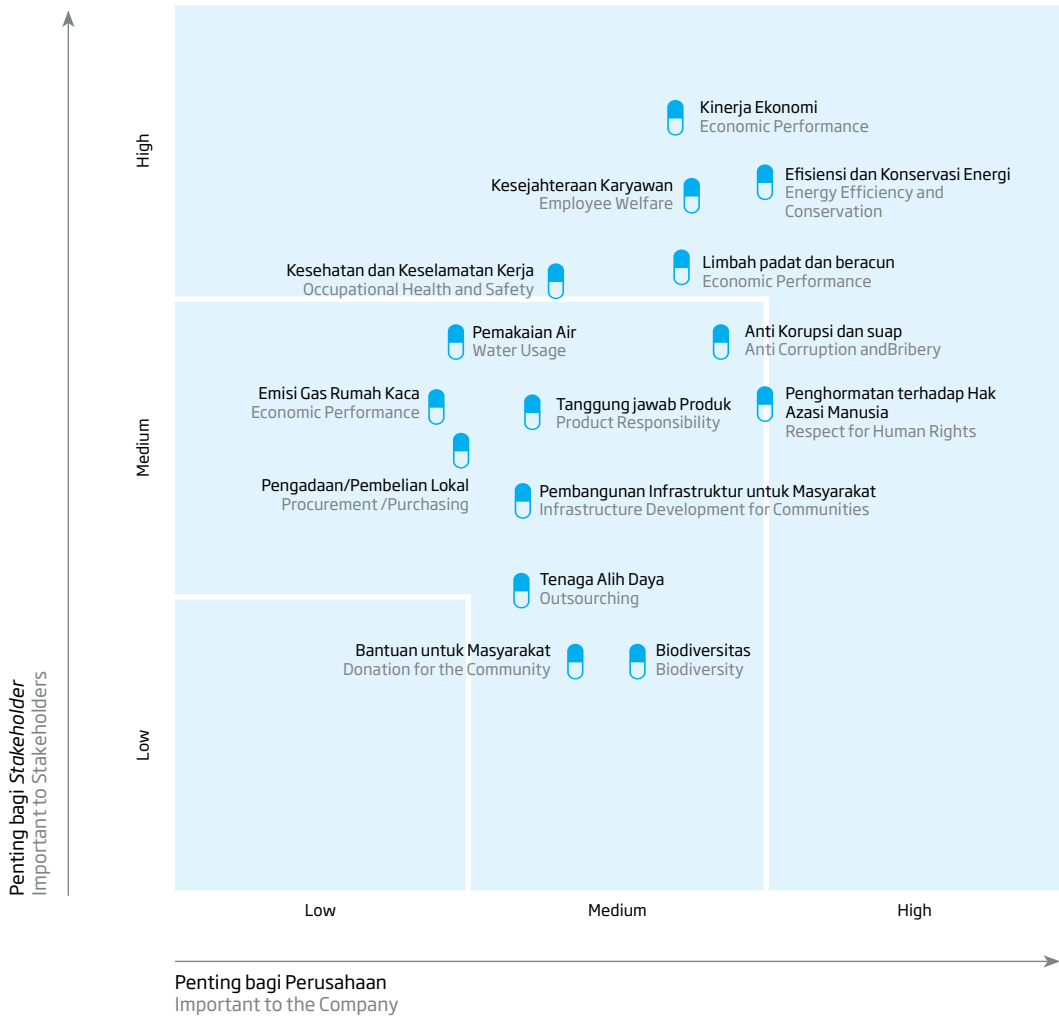 High
Medium
Low
Penting bagi Stakeholder
Important to Stakeholders
Kinerja Ekonomi
Economic Performance
Efisiensi dan Konservasi Energi
Energy Efficiency and
Conservation
Kesejahteraan Karyawan
Employee Welfare
Limbah padat dan beracun
Economic Performance
Kesehatan dan Keselamatan Kerja
Occupational Health and Safety
Pemakaian Air
Water Usage
Anti Korupsi dan suap
Anti Corruption andBribery
Emisi Gas Rumah Kaca
Economic Performance
Tanggung jawab Produk
Product Responsibility
Penghormatan terhadap Hak
Azasi Manusia
Respect for Human Rights
Pengadaan/Pembelian Lokal
Procurement /Purchasing
Pembangunan Infrastruktur untuk Masyarakat
Infrastructure Development for Communities
Tenaga Alih Daya
Outsourching
Bantuan untuk Masyarakat
Donation for the Community
Biodiversitas
Biodiversity
Low
Medium
High
Penting bagi Perusahaan
Important to the Company